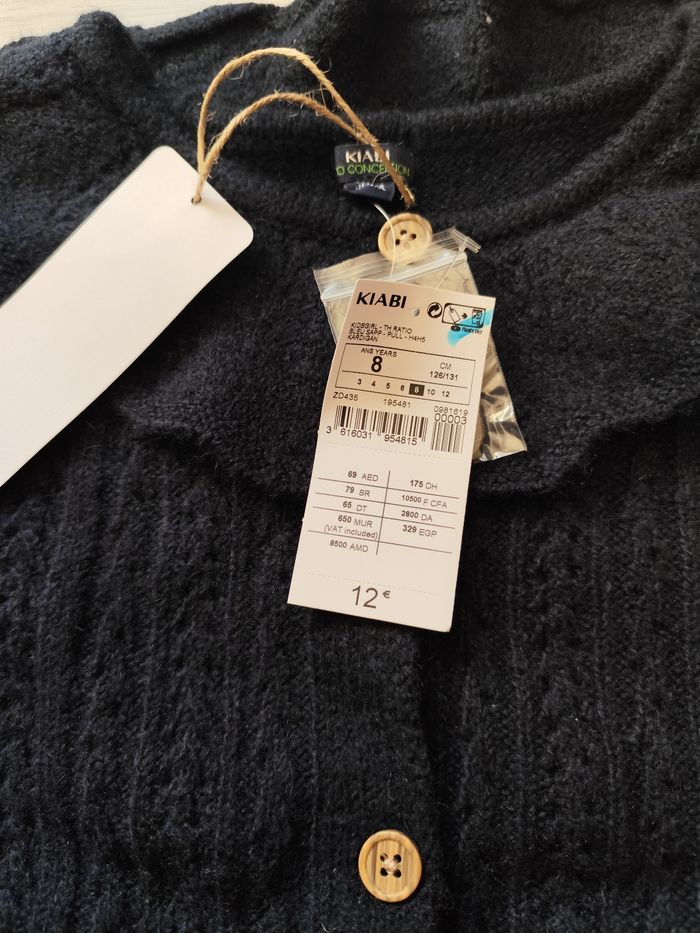 KIABI
KIABI
KIDSGIRL - TH RATIO
BLEU SAPP - PULL - H4H5
KARDIGAN
ANS YEARS
8
CM
126/131
3 4 5 6 8 10 12
ZD435 195481 0981619
00003
3 616031 954815
69 AED
175 DH
79 SR
10500 F CFA
65 DT
2800 DA
650 MUR
(VAT included)
329 EGP
8500 AMD
12 €